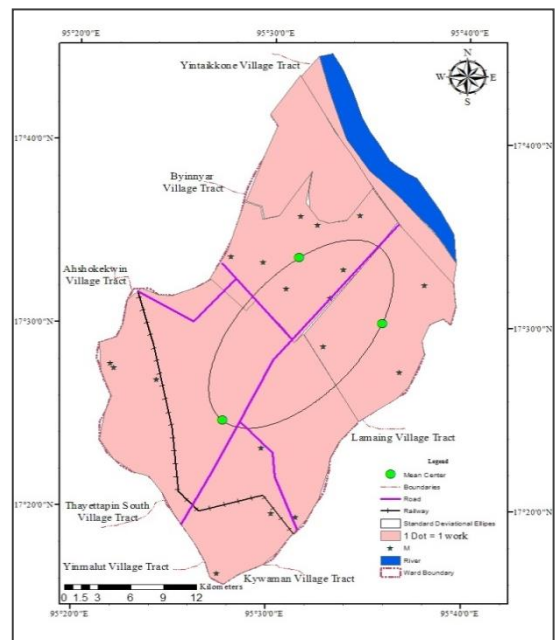 95°20'0"E 95°30'0"E 95°40'0"E
Yintaikkone Village Tract
N
W E
S
17°40'0"N 17°40'0"N
Byinnyar
Village Tract
Ahshokekwin
Village Tract
17°30'0"N 17°30'0"N
Lamaing Village Tract
Legend
Mean Center
Boundaries
Road
Railway
Standard Deviational Ellipes
1 Dot = 1 work
M
River
Ward Boundary
Thayettapin South
Village Tract
17°20'0"N 17°20'0"N
Yinmalut Village Tract
Kywaman Village Tract
Kilometers
0 1.5 3 6 9 12
95°20'0"E 95°30'0"E 95°40'0"E